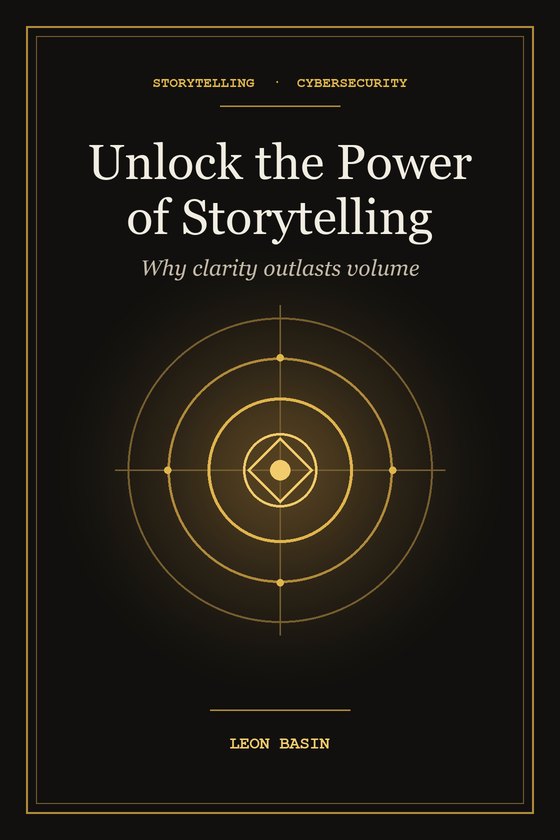 STORYTELLING · CYBERSECURITY
Unlock the Power
of Storytelling
Why clarity outlasts volume
LEON BASIN